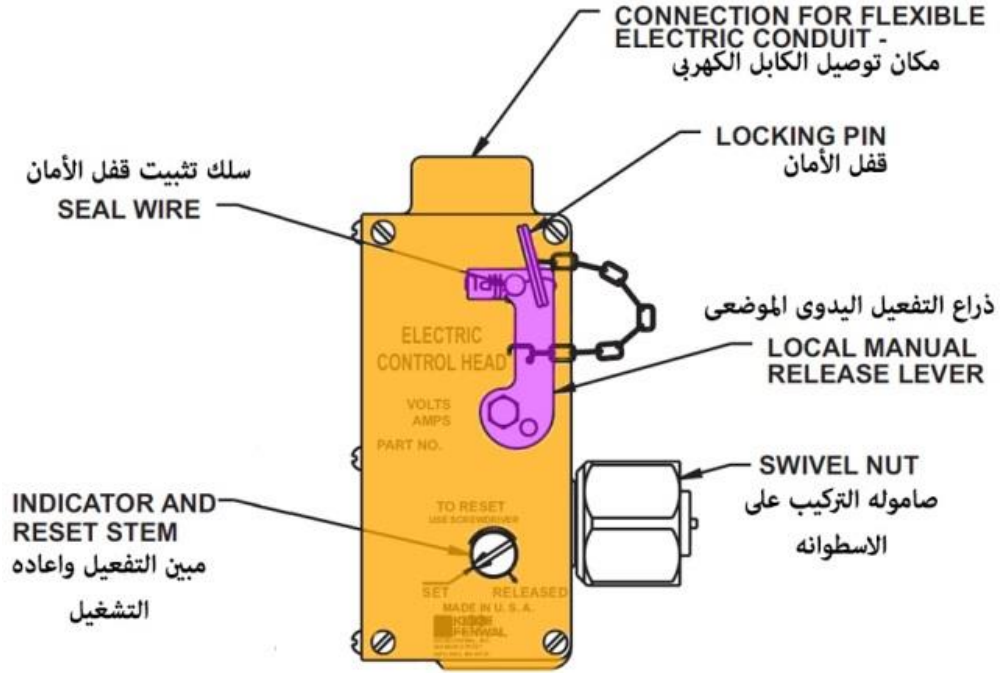 CONNECTION FOR FLEXIBLE
ELECTRIC CONDUIT -
مكان توصيل الكابل الكهربى
LOCKING PIN
قفل الأمان
سلك تثبيت قفل الأمان
SEAL WIRE
ذراع التفعيل اليدوى الموضعى
LOCAL MANUAL
RELEASE LEVER
ELECTRIC
CONTROL HEAD
VOLTS
AMPS
PART NO.
SWIVEL NUT
صاموله التركيب على
الاسطوانه
INDICATOR AND
RESET STEM
مبين التفعيل واعاده
التشغيل
TO RESET
USE SCREWDRIVER
SET
RELEASED
MADE IN U.S.A.
FENWAL